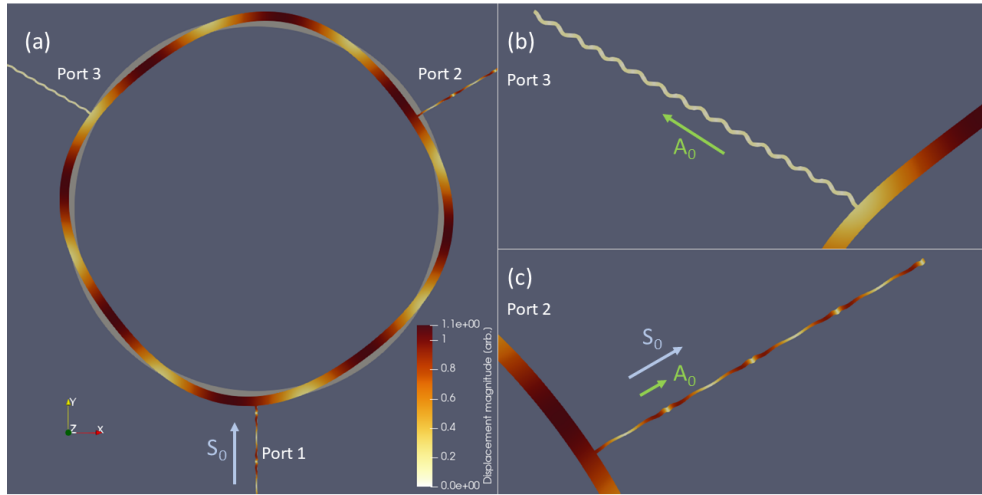 (a)
Port 3
Port 2
S0
Port 1
1.1e+00
1
0.8
0.6
0.4
0.2
0.0e+00
Displacement magnitude (arb.)
Y
Z
X
(b)
Port 3
A0
(c)
Port 2
S0
A0